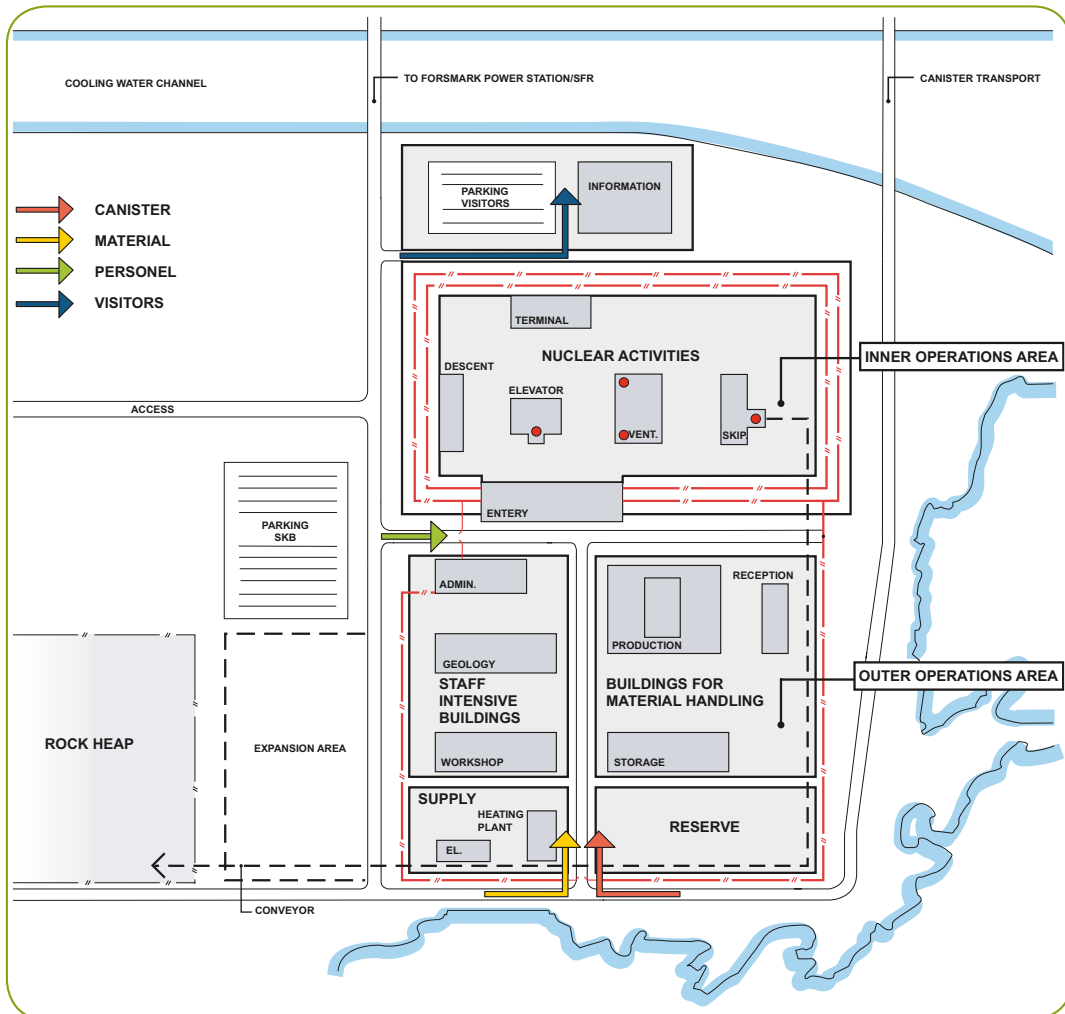 COOLING WATER CHANNEL
TO FORSMARK POWER STATION/SFR
CANISTER TRANSPORT
CANISTER
MATERIAL
PERSONEL
VISITORS
PARKING
VISITORS
INFORMATION
TERMINAL
NUCLEAR ACTIVITIES
INNER OPERATIONS AREA
DESCENT
ELEVATOR
VENT.
SKIP.
ACCESS
ENTERY
PARKING
SKB
ADMIN.
RECEPTION
PRODUCTION
GEOLOGY
STAFF
INTENSIVE
BUILDINGS
BUILDINGS FOR
MATERIAL HANDLING
OUTER OPERATIONS AREA
ROCK HEAP
EXPANSION AREA
WORKSHOP
STORAGE
SUPPLY
HEATING
PLANT
EL.
RESERVE
CONVEYOR